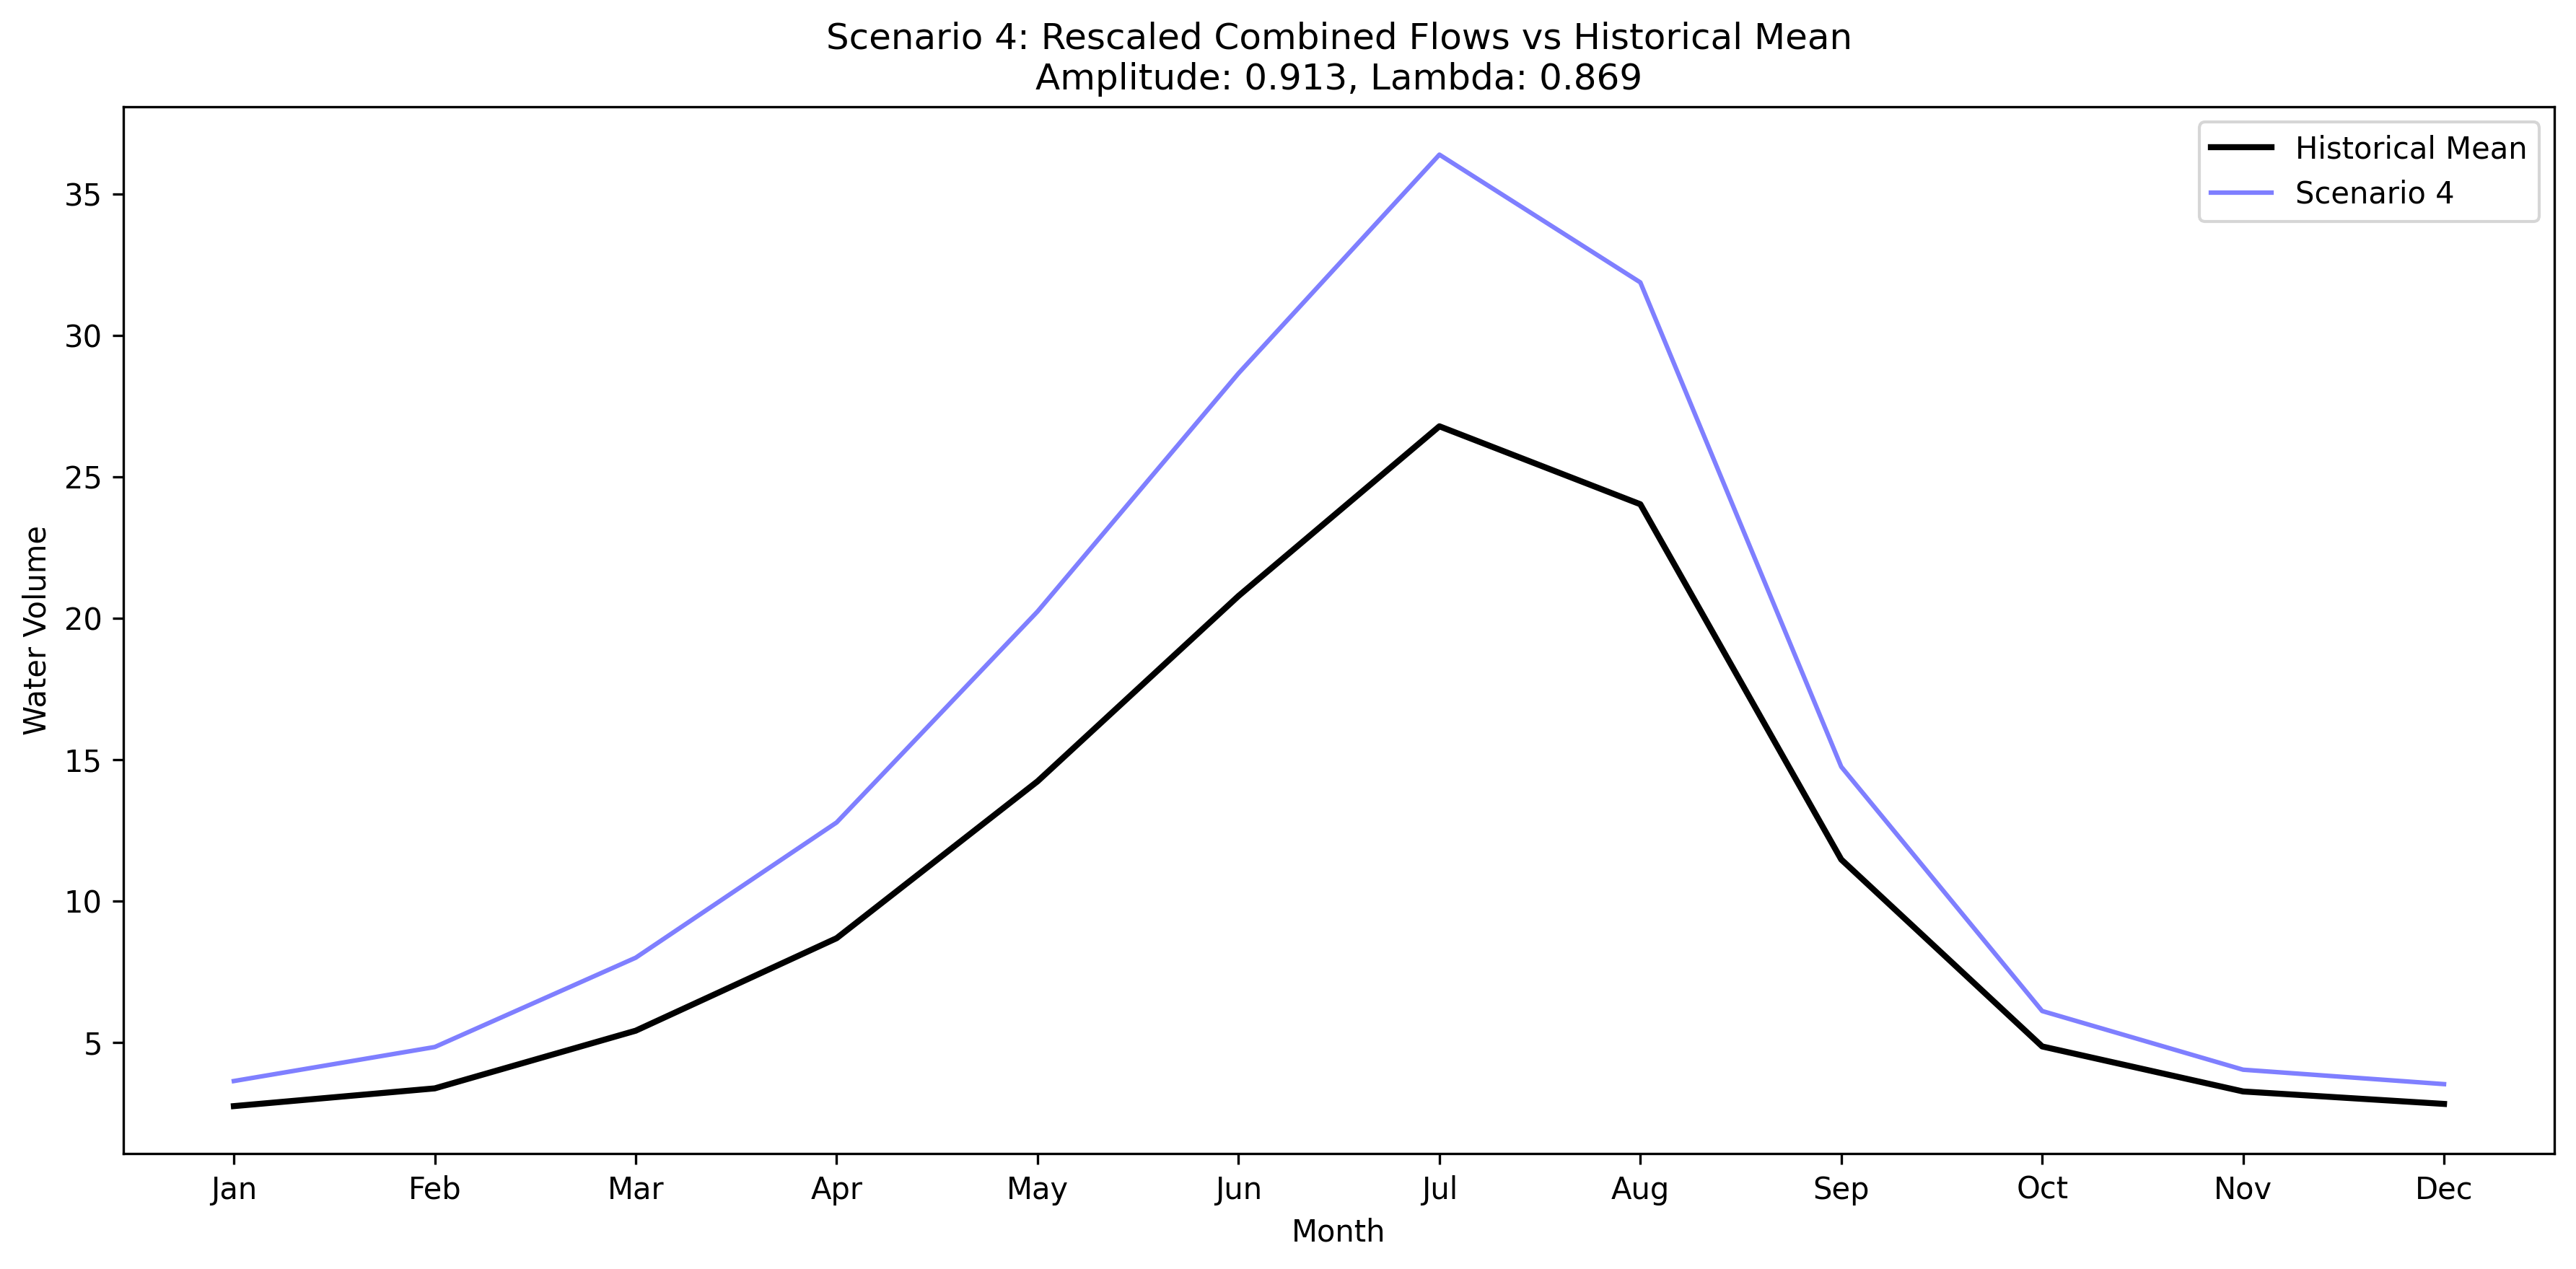 Scenario 4: Rescaled Combined Flows vs Historical Mean
Amplitude: 0.913, Lambda: 0.869
Historical Mean
Scenario 4
35
30
25
20
15
10
5
Water Volume
Jan Feb Mar Apr May Jun Jul Aug Sep Oct Nov Dec
Month